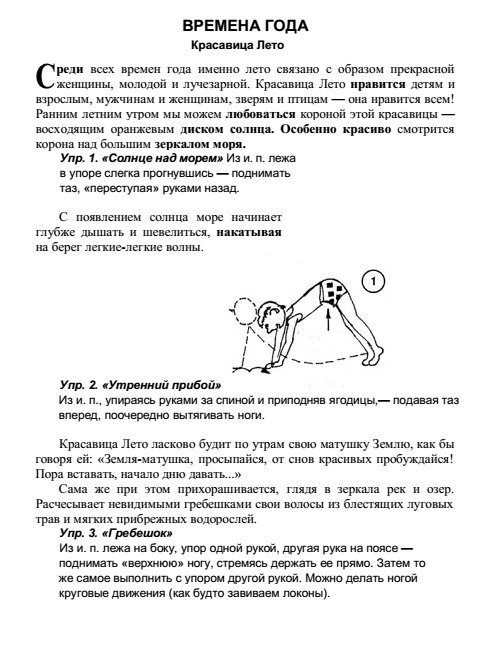 ВРЕМЕНА ГОДА
Красавица Лето
Среди всех времен года именно лето связано с образом прекрасной
женщины, молодой и лучезарной. Красавица Лето нравится детям и
взрослым, мужчинам и женщинам, зверям и птицам — она нравится всем!
Ранним летним утром мы можем любоваться короной этой красавицы —
восходящим оранжевым диском солнца. Особенно красиво смотрится
корона над большим зеркалом моря.
Упр. 1. «Солнце над морем» Из и. п. лежа
в упоре слегка прогнувшись — поднимать
таз, «переступая» руками назад.
С появлением солнца море начинает
глубже дышать и шевелиться, накатывая
на берег легкие-легкие волны.
1
Упр. 2. «Утренний прибой»
Из и. п., упираясь руками за спиной и приподняв ягодицы,— подавая таз
вперед, поочередно вытягивать ноги.
Красавица Лето ласково будит по утрам свою матушку Землю, как бы
говоря ей: «Земля-матушка, просыпайся, от снов красивых пробуждайся!
Пора вставать, начало дню давать...»
Сама же при этом прихорашивается, глядя в зеркала рек и озер.
Расчесывает невидимыми гребешками свои волосы из блестящих луговых
трав и мягких прибрежных водорослей.
Упр. 3. «Гребешок»
Из и. п. лежа на боку, упор одной рукой, другая рука на поясе —
поднимать «верхнюю» ногу, стремясь держать ее прямо. Затем то
же самое выполнить с упором другой рукой. Можно делать ногой
круговые движения (как будто завиваем локоны).